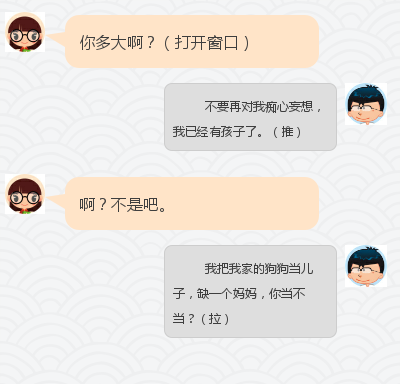 你多大啊？（打开窗口）
不要再对我痴心妄想，
我已经有孩子了。（推）
啊？不是吧。
我把我家的狗狗当儿
子，缺一个妈妈，你当不
当？（拉）